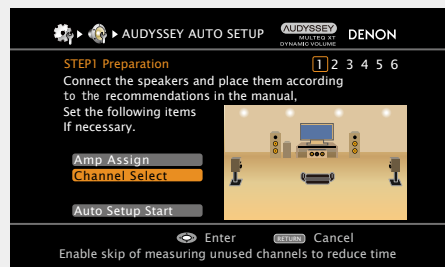 AUDYSSEY AUTO SETUP
AUDYSSEY
MULTEQ XT
DYNAMIC VOLUME
DENON
STEP1 Preparation
1 2 3 4 5 6
Connect the speakers and place them according
to the recommendations in the manual,
Set the following items
If necessary.
Amp Assign
Channel Select
Auto Setup Start
Enter
RETURN Cancel
Enable skip of measuring unused channels to reduce time